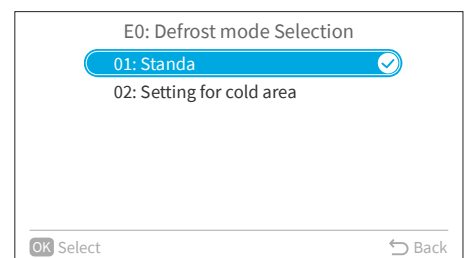 E0: Defrost mode Selection
01: Standa
02: Setting for cold area
OK Select
Back